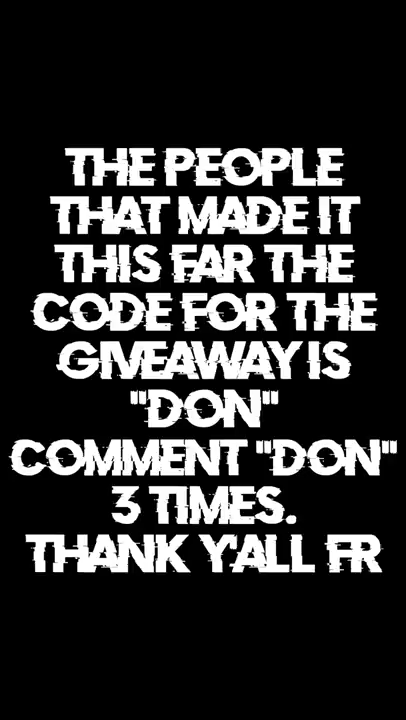 THE PEOPLE
THAT MADE IT
THIS FAR THE
CODE FOR THE
GIVEAWAY IS
"DON"
COMMENT "DON"
3 TIMES.
THANK Y'ALL FR